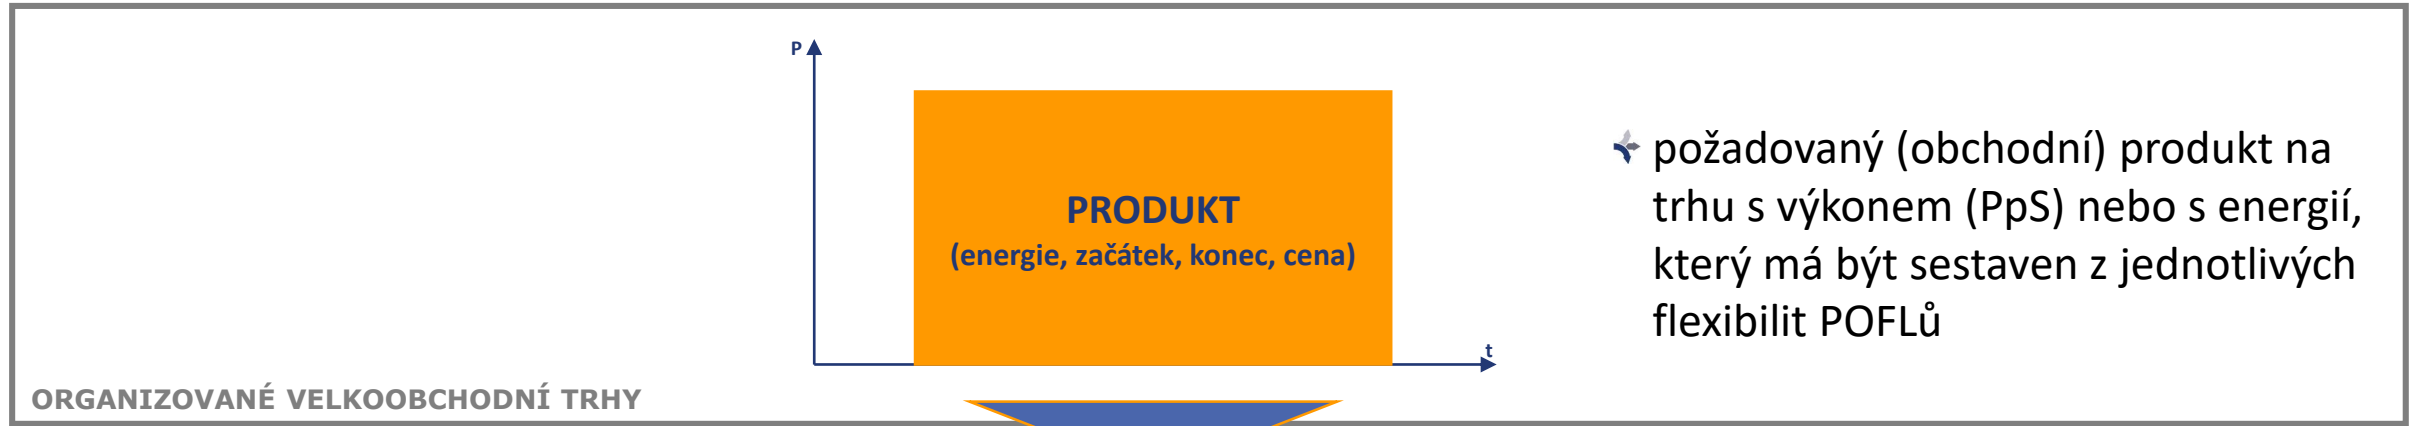 P
PRODUKT
(energie, začátek, konec, cena)
t
požadovaný (obchodní) produkt na
trhu s výkonem (PpS) nebo s energií,
který má být sestaven z jednotlivých
flexibilit POFLů
ORGANIZOVANÉ VELKOOBCHODNÍ TRHY